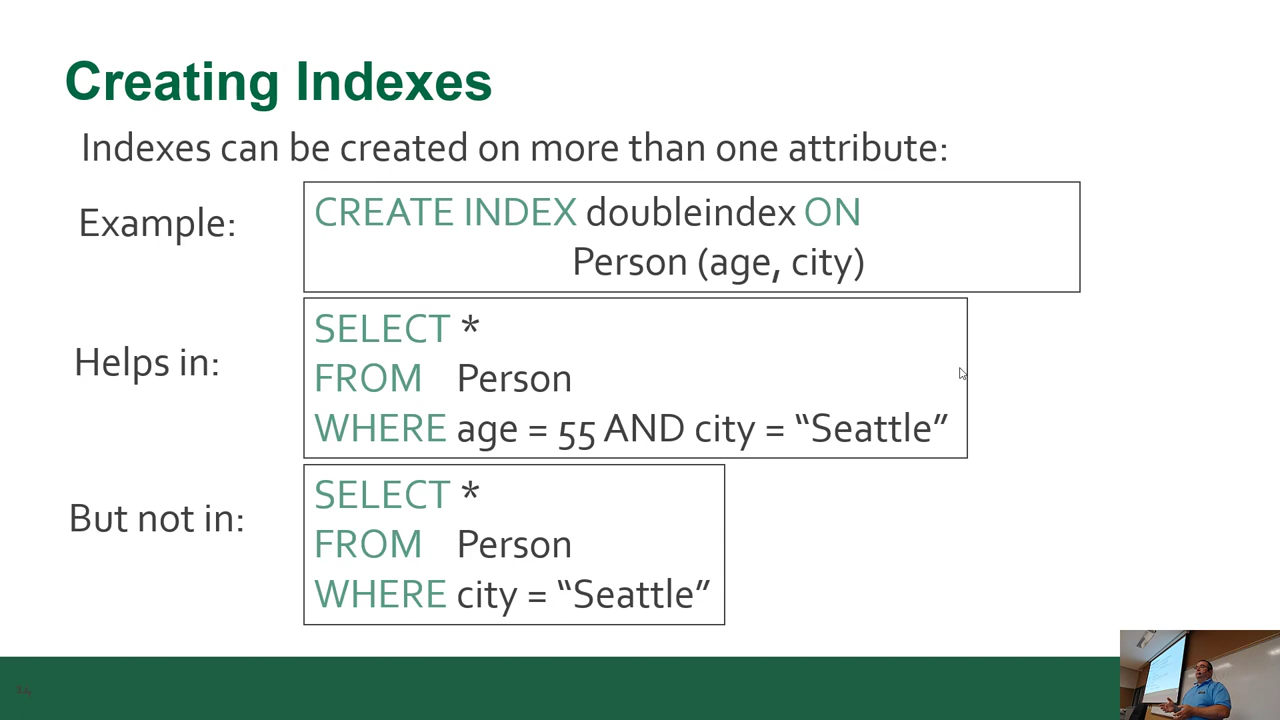 Creating Indexes
Indexes can be created on more than one attribute:
Example:
CREATE INDEX doubleindex ON
Person (age, city)
Helps in:
SELECT *
FROM Person
WHERE age = 55 AND city = “Seattle”
But not in:
SELECT *
FROM Person
WHERE city = “Seattle”